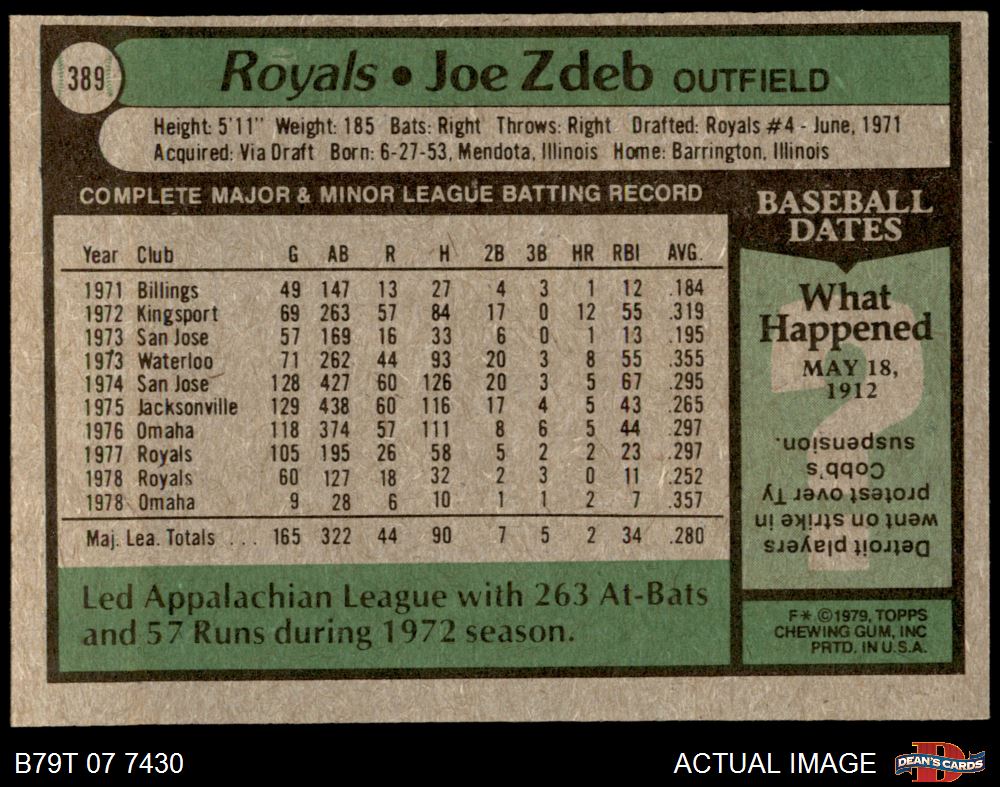 389
Royals • Joe Zdeb OUTFIELD
Height: 5'11" Weight: 185 Bats: Right Throws: Right Drafted: Royals #4 - June, 1971
Acquired: Via Draft Born: 6-27-53, Mendota, Illinois Home: Barrington, Illinois
COMPLETE MAJOR & MINOR LEAGUE BATTING RECORD
Year Club G AB R H 2B 3B HR RBI AVG.
1971 Billings 49 147 13 27 4 3 1 12 .184
1972 Kingsport 69 263 57 84 17 0 12 55 .319
1973 San Jose 57 169 16 33 6 0 1 13 .195
1973 Waterloo 71 262 44 93 20 3 8 55 .355
1974 San Jose 128 427 60 126 20 3 5 67 .295
1975 Jacksonville 129 438 60 116 17 4 5 43 .265
1976 Omaha 118 374 57 111 8 6 5 44 .297
1977 Royals 105 195 26 58 5 2 2 23 .297
1978 Royals 60 127 18 32 2 3 0 11 .252
1978 Omaha 9 28 6 10 1 1 2 7 .357
Maj. Lea. Totals ... 165 322 44 90 7 5 2 34 .280
Led Appalachian League with 263 At-Bats
and 57 Runs during 1972 season.
BASEBALL
DATES
What
Happened
MAY 18,
1912
?
Detroit players
went on strike in
protest over Ty
Cobb's
suspension.
F* ©1979, TOPPS
CHEWING GUM, INC
PRTD. IN U.S.A.
B79T 07 7430
ACTUAL IMAGE
D
DEAN'S CARDS